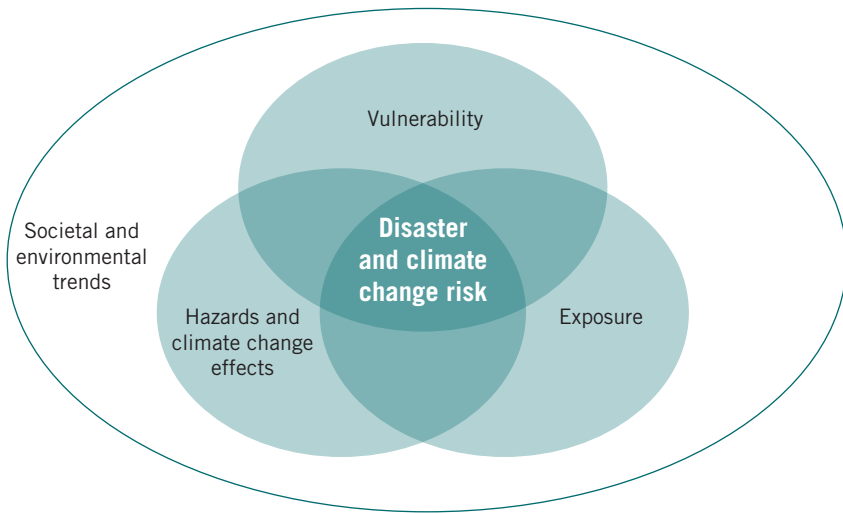 Vulnerability
Societal and
environmental
trends
Disaster
and climate
change risk
Hazards and
climate change
effects
Exposure